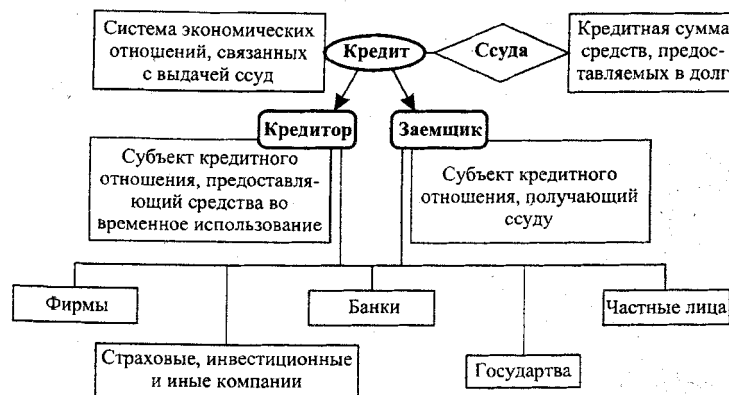 Система экономических
отношений, связанных
с выдачей ссуд
Кредит
Ссуда
Кредитная сумма
средств, предос-
тавляемых в долг
Кредитор
Заемщик
Субъект кредитного
отношения, предоставля-
ющий средства во
временное использование
Субъект кредитного
отношения, получающий
ссуду
Фирмы
Банки
Частные лица
Страховые, инвестиционные
и иные компании
Государтва